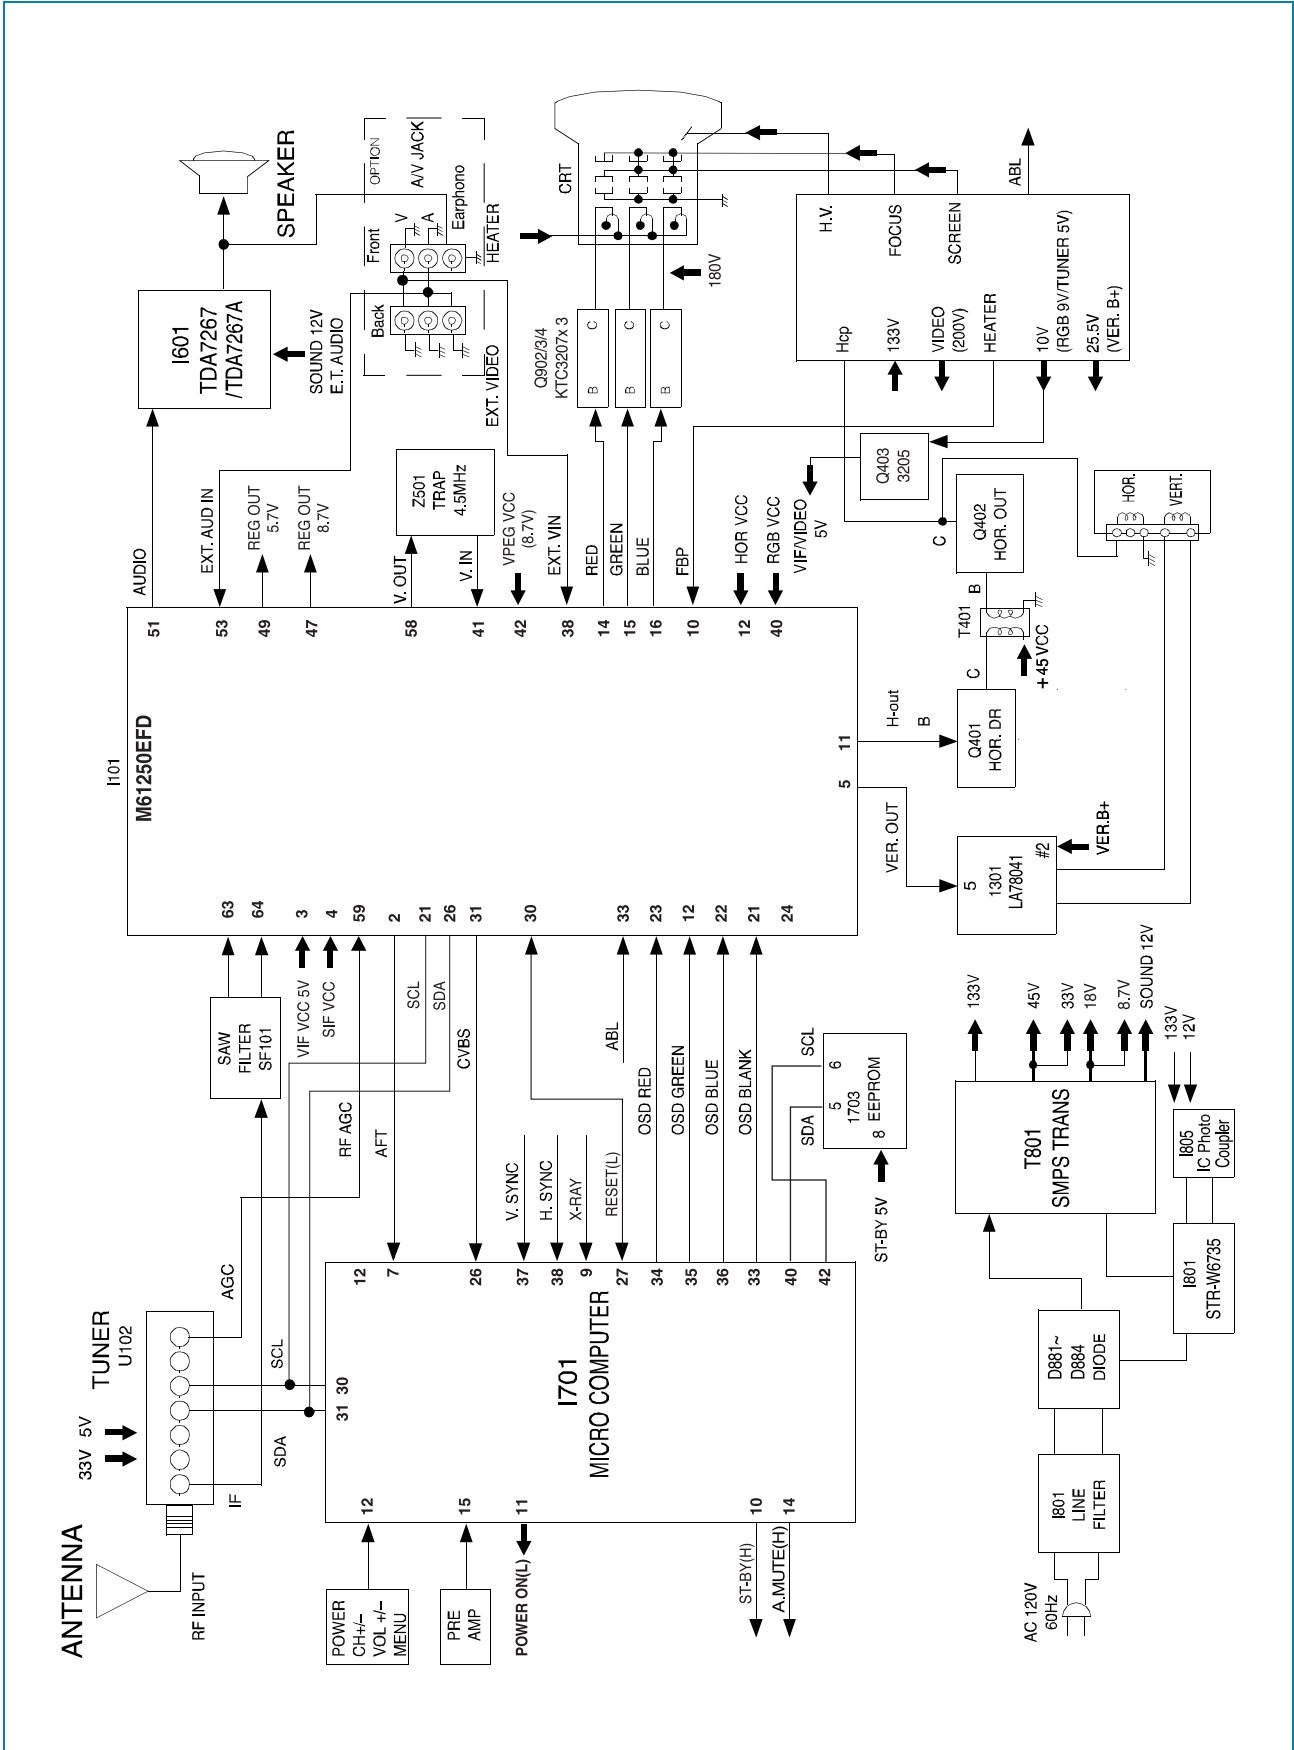 ANTENNA
RF INPUT
TUNER
U102
33V
5V
IF
AGC
SCL
SDA
POWER
CH+/–
VOL +/–
MENU
12
PRE
AMP
15
POWER ON(L)
11
ST-BY(H)
10
A.MUTE(H)
14
I701
MICRO COMPUTER
31
30
12
7
26
37
38
9
27
34
35
36
33
40
42
RF AGC
AFT
SCL
SDA
CVBS
V. SYNC
H. SYNC
X-RAY
RESET(L)
ABL
OSD RED
OSD GREEN
OSD BLUE
OSD BLANK
SDA
SCL
5
6
1703
EEPROM
8
ST-BY 5V
SAW
FILTER
SF101
VIF VCC 5V
SIF VCC
63
64
3
4
59
2
21
26
31
30
33
23
12
22
21
24
I101
M61250EFD
5
11
51
53
49
47
58
41
42
38
14
15
16
10
12
40
AUDIO
EXT. AUD IN
REG OUT
5.7V
REG OUT
8.7V
V. OUT
V. IN
VPEG VCC
(8.7V)
EXT. VIN
RED
GREEN
BLUE
FBP
HOR VCC
RGB VCC
VIF/VIDEO
5V
I601
TDA7267
/TDA7267A
SOUND 12V
E.T. AUDIO
SPEAKER
OPTION
A/V JACK
Front
V
A
Earphono
Back
HEATER
EXT. VIDEO
Z501
TRAP
4.5MHz
Q902/3/4
KTC3207x 3
B
C
B
C
B
C
180V
CRT
H.V.
FOCUS
SCREEN
ABL
Hcp
133V
VIDEO
(200V)
HEATER
10V
(RGB 9V/TUNER 5V)
25.5V
(VER. B+)
Q403
3205
C
Q402
HOR. OUT
B
T401
+ 45 VCC
C
Q401
HOR. DR
H-out
B
VER. OUT
5
1301
LA78041
#2
VER.B+
HOR.
VERT.
AC 120V
60Hz
I801
LINE
FILTER
D881~
D884
DIODE
I801
STR-W6735
I805
IC Photo
Coupler
133V
12V
T801
SMPS TRANS
133V
45V
33V
18V
8.7V
SOUND 12V